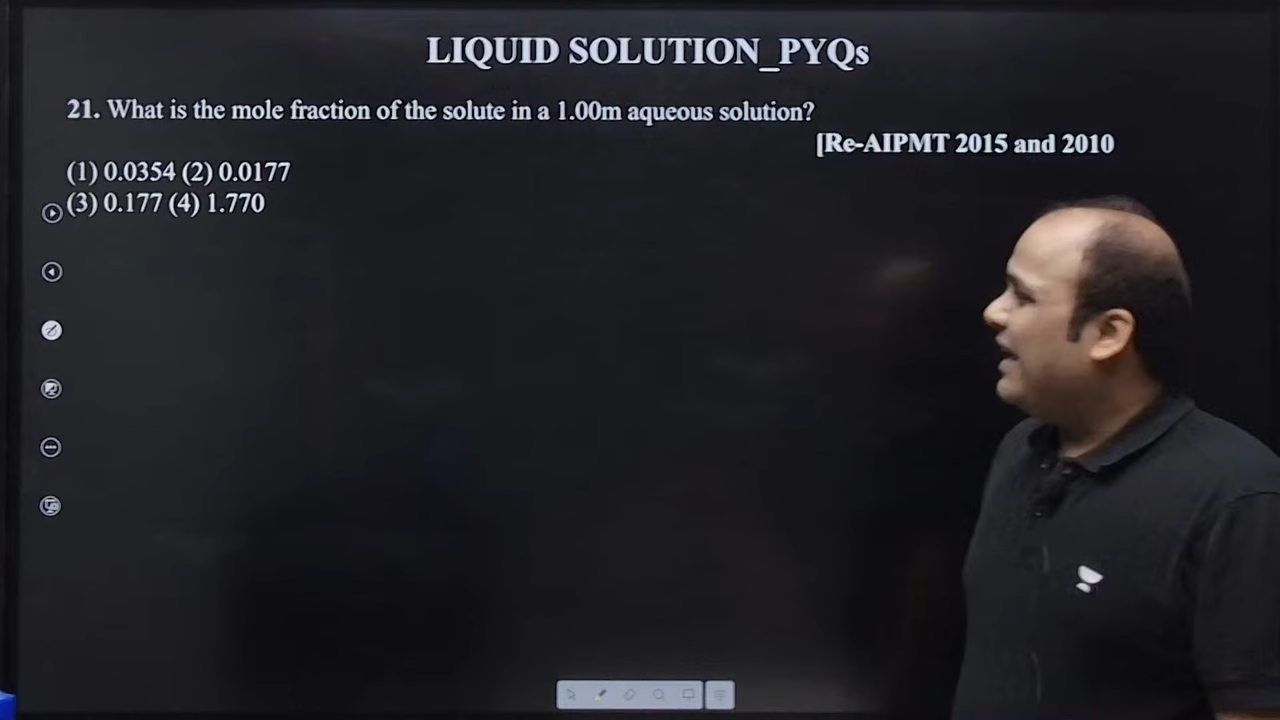 LIQUID SOLUTION_PYQs
21. What is the mole fraction of the solute in a 1.00m aqueous solution?
[Re-AIPMT 2015 and 2010
(1) 0.0354 (2) 0.0177
(3) 0.177 (4) 1.770